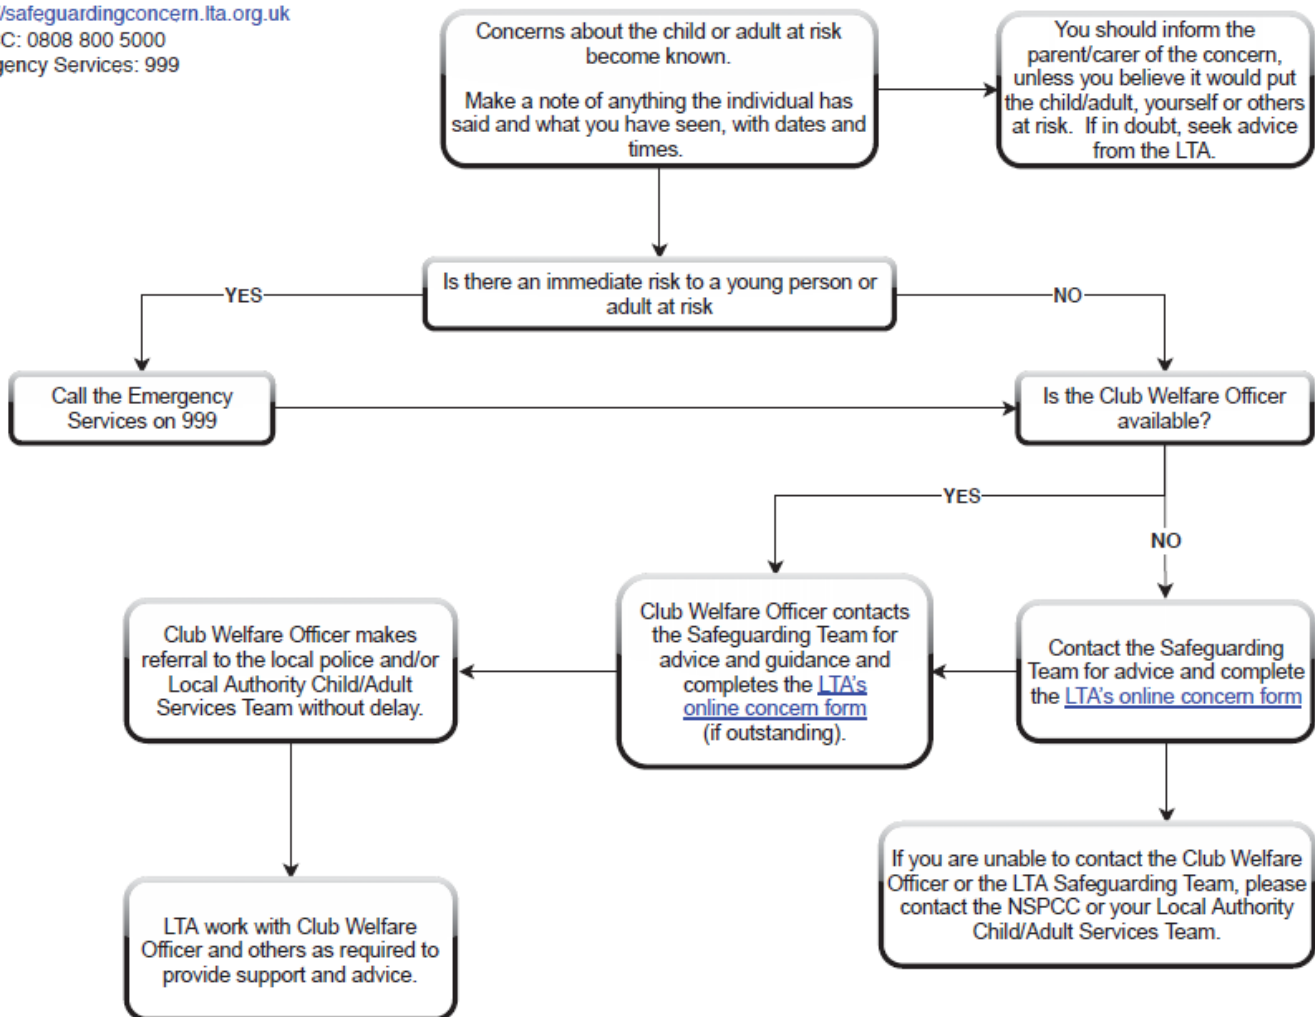 /safeguardingconcern.lta.org.uk
C: 0808 800 5000
gency Services: 999
Concerns about the child or adult at risk
become known.
Make a note of anything the individual has
said and what you have seen, with dates and
times.
You should inform the
parent/carer of the concern,
unless you believe it would put
the child/adult, yourself or others
at risk. If in doubt, seek advice
from the LTA.
Is there an immediate risk to a young person or
adult at risk
YES
NO
Call the Emergency
Services on 999
Is the Club Welfare Officer
available?
YES
NO
Club Welfare Officer makes
referral to the local police and/or
Local Authority Child/Adult
Services Team without delay.
Club Welfare Officer contacts
the Safeguarding Team for
advice and guidance and
completes the LTA's
online concern form
(if outstanding).
Contact the Safeguarding
Team for advice and complete
the LTA's online concern form
LTA work with Club Welfare
Officer and others as required to
provide support and advice.
If you are unable to contact the Club Welfare
Officer or the LTA Safeguarding Team, please
contact the NSPCC or your Local Authority
Child/Adult Services Team.